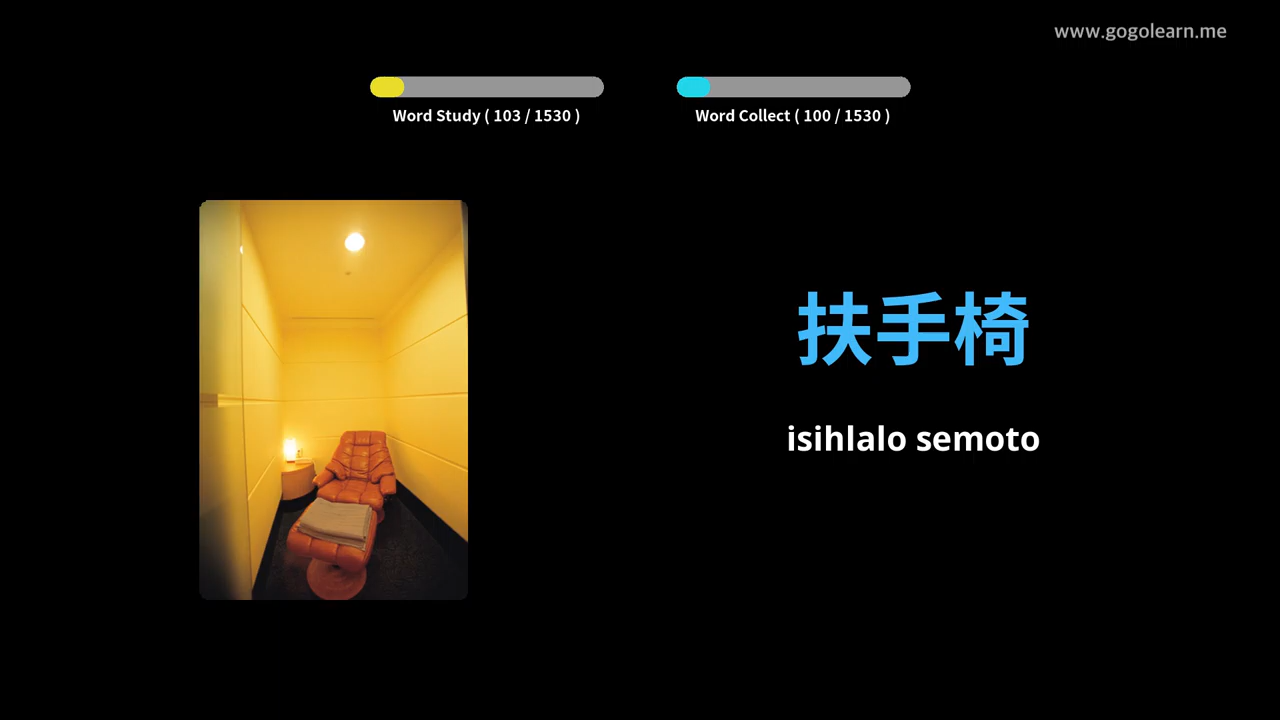 www.gogolearn.me
Word Study ( 103 / 1530 )
Word Collect ( 100 / 1530 )
扶手椅
isihlalo semoto